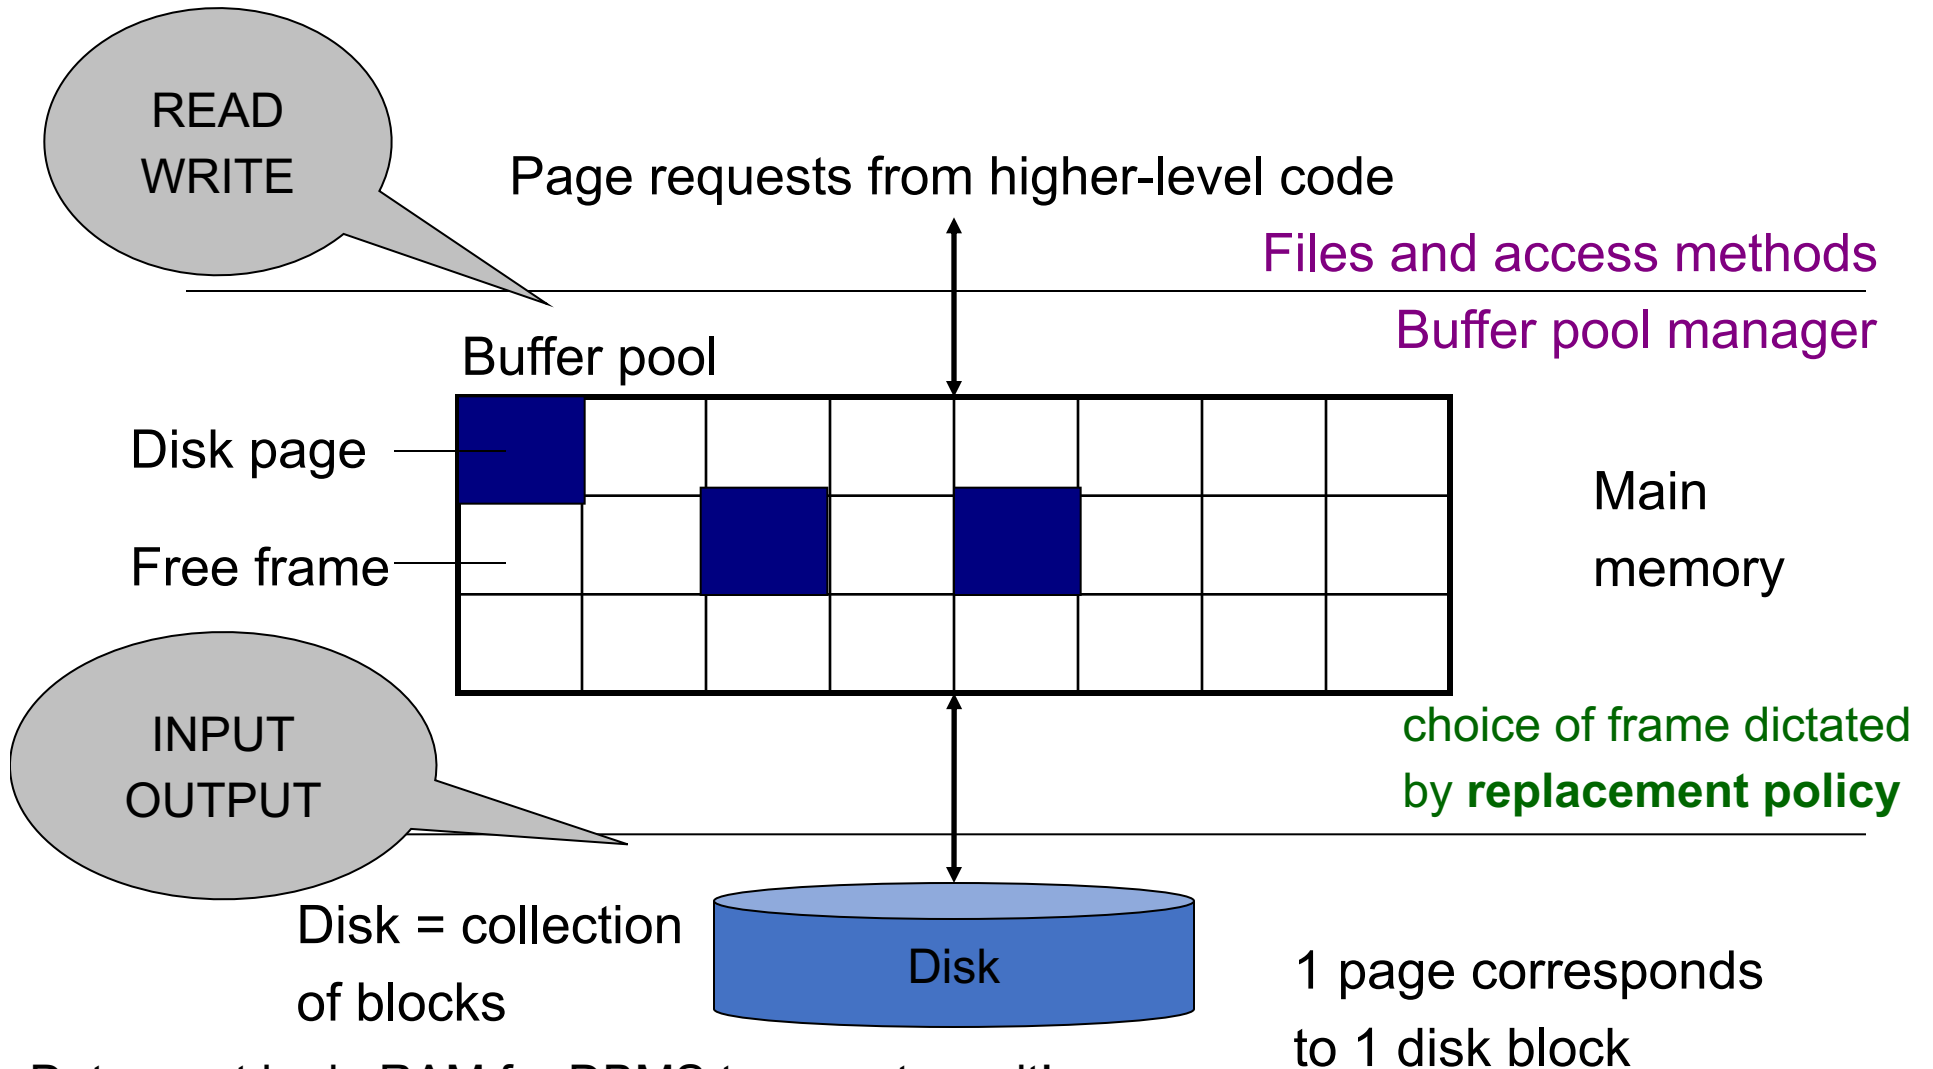 READ
WRITE
Page requests from higher-level code
Files and access methods
Buffer pool manager
Buffer pool
Disk page
Free frame
Main
memory
INPUT
OUTPUT
choice of frame dictated
by replacement policy
Disk = collection
of blocks
Disk
1 page corresponds
to 1 disk block